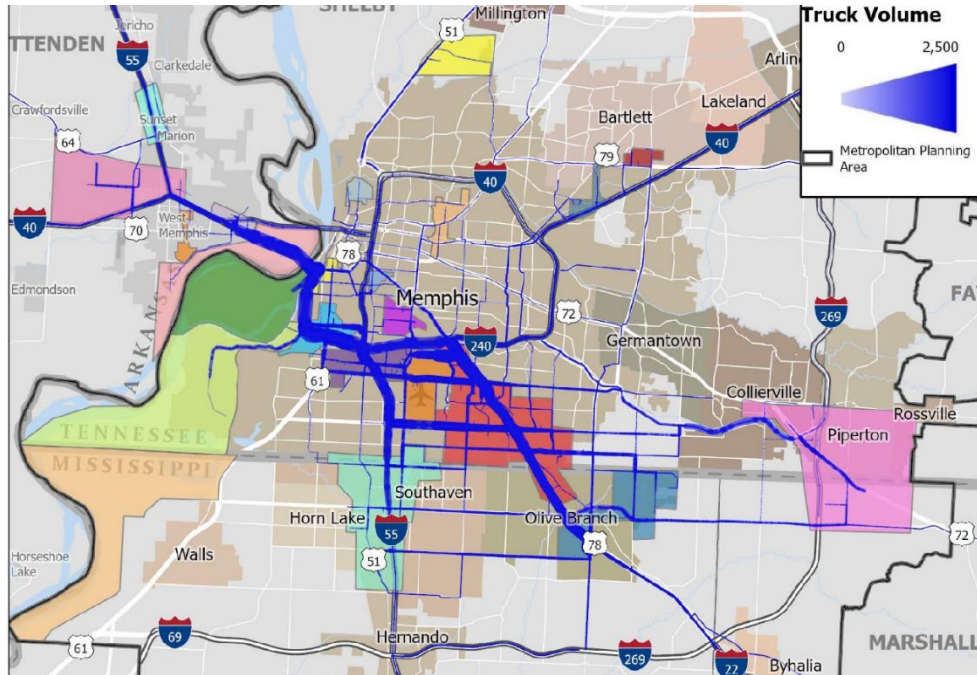 SHELBY
Truck Volume
0 2,500
Metropolitan Planning
Area
TTENDEN
Jericho
55
Clarkedale
51
Millington
Arlin
Lakeland
Bartlett
40
79
Crawfordsville
64
Sunset
Marion
40
40
70
West
Memphis
78
Edmondson
Memphis
ARKANSA
72
269
FA
240
Germantown
61
Collierville
Rossville
Piperton
TENNESSEE
MISSISSIPPI
Southaven
Horn Lake
Olive Branch
55
78
72
51
Walls
Horseshoe
Lake
Hernando
69
61
269
22
Byhalia
MARSHALL